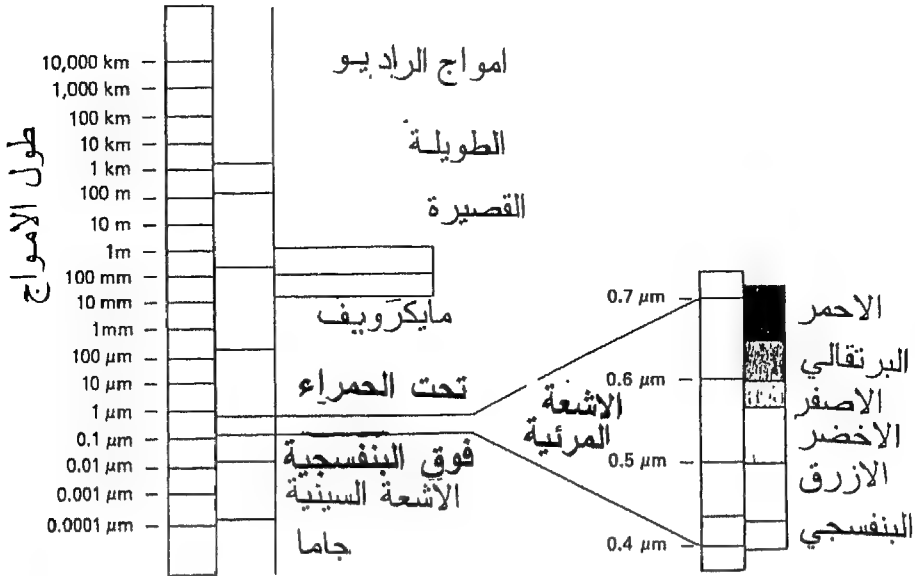 طول الامواج
10,000 km
1,000 km
100 km
10 km
1 km
100 m
10 m
1m
100 mm
10 mm
1mm
100 µm
10 µm
1 µm
0.1 µm
0.01 µm
0.001 µm
0.0001 µm
امواج الراديو
الطويلة
القصيرة
مايكرويف
تحت الحمراء
فوق البنفسجية
الاشعة السينية
جاما
الاشعة
المرئية
0.7 µm
0.6 µm
0.5 µm
0.4 µm
الاحمر
البرتقالي
الاصفر
الاخضر
الازرق
البنفسجي